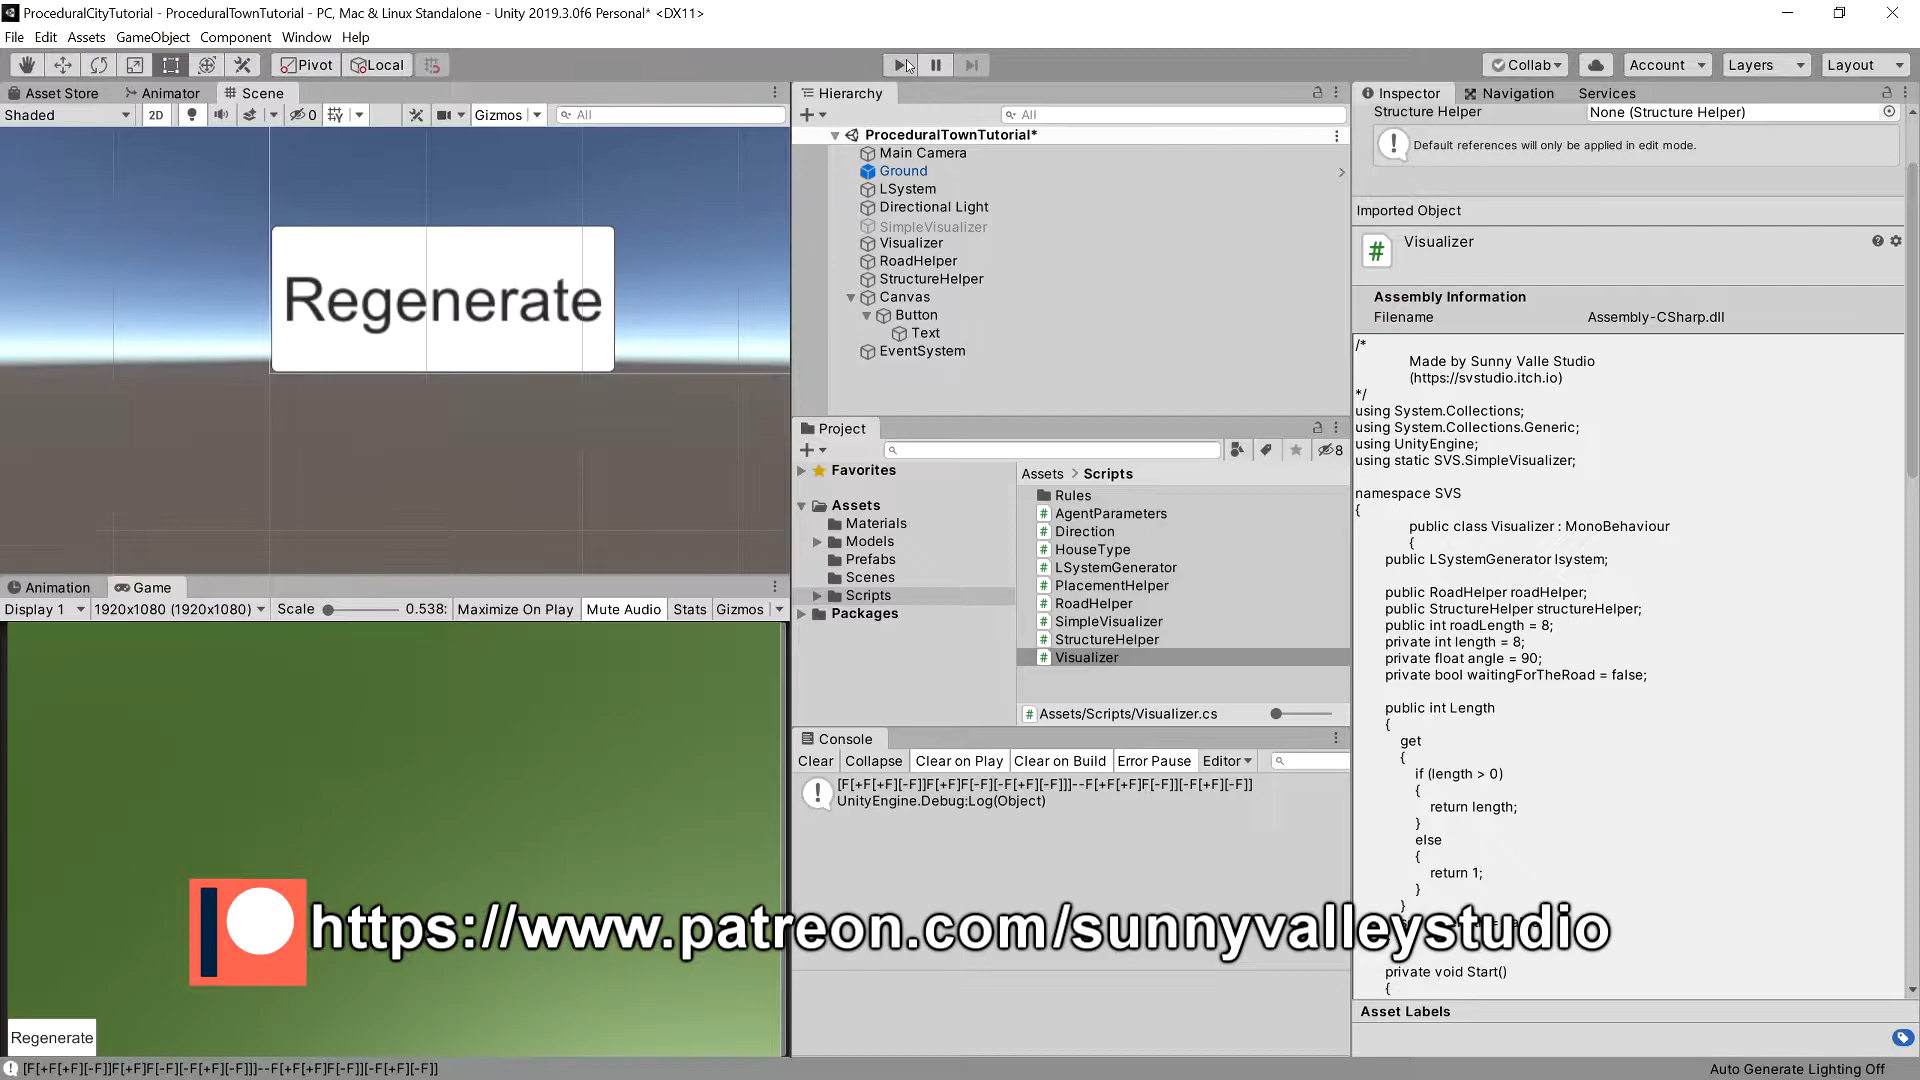 ProceduralCityTutorial - ProceduralTownTutorial - PC, Mac & Linux Standalone - Unity 2019.3.0f6 Personal* <DX11>
File Edit Assets GameObject Component Window Help
Pivot Local Collab Account Layers Layout
Asset Store Animator Scene
Shaded 2D 0 Gizmos All
Regenerate
Animation Game
Display 1 1920x1080 (1920x1080) Scale 0.538: Maximize On Play Mute Audio Stats Gizmos
Regenerate
Hierarchy
All
ProceduralTownTutorial*
Main Camera
Ground
LSystem
Directional Light
SimpleVisualizer
Visualizer
RoadHelper
StructureHelper
Canvas
Button
Text
EventSystem
Project
8
Favorites
Assets
Materials
Models
Prefabs
Scenes
Scripts
Packages
Assets > Scripts
Rules
AgentParameters
Direction
HouseType
LSystemGenerator
PlacementHelper
RoadHelper
SimpleVisualizer
StructureHelper
Visualizer
Assets/Scripts/Visualizer.cs
Console
Clear Collapse Clear on Play Clear on Build Error Pause Editor
[F[+F[+F][-F]]F[+F]F[-F][-F[+F][-F]]]--F[+F[+F]F[-F]][-F[+F][-F]]
UnityEngine.Debug:Log(Object)
Inspector Navigation Services
Structure Helper None (Structure Helper)
Default references will only be applied in edit mode.
Imported Object
# Visualizer
Assembly Information
Filename Assembly-CSharp.dll
/*
Made by Sunny Valle Studio
(https://svstudio.itch.io)
*/
using System.Collections;
using System.Collections.Generic;
using UnityEngine;
using static SVS.SimpleVisualizer;
namespace SVS
{
public class Visualizer : MonoBehaviour
{
public LSystemGenerator lsystem;
public RoadHelper roadHelper;
public StructureHelper structureHelper;
public int roadLength = 8;
private int length = 8;
private float angle = 90;
private bool waitingForTheRoad = false;
public int Length
{
get
{
if (length > 0)
{
return length;
}
else
{
return 1;
}
}
private void Start()
{
Asset Labels
https://www.patreon.com/sunnyvalleystudio
[F[+F[+F][-F]]F[+F]F[-F][-F[+F][-F]]]--F[+F[+F]F[-F]][-F[+F][-F]]
Auto Generate Lighting Off